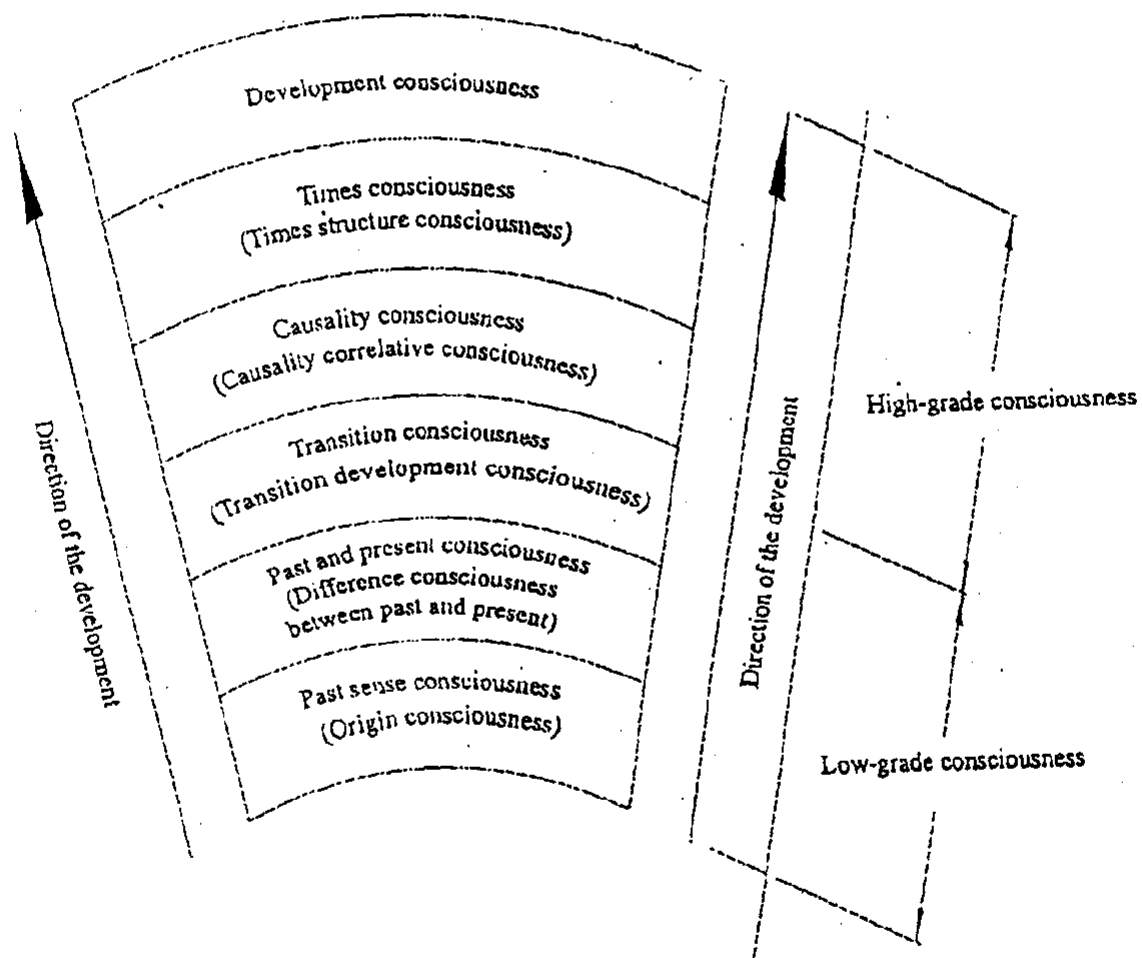 Development consciousness
Times consciousness
(Times structure consciousness)
Causality consciousness
(Causality correlative consciousness)
Transition consciousness
(Transition development consciousness)
Past and present consciousness
(Difference consciousness
between past and present)
Past sense consciousness
(Origin consciousness)
Direction of the development
Direction of the development
High-grade consciousness
Low-grade consciousness